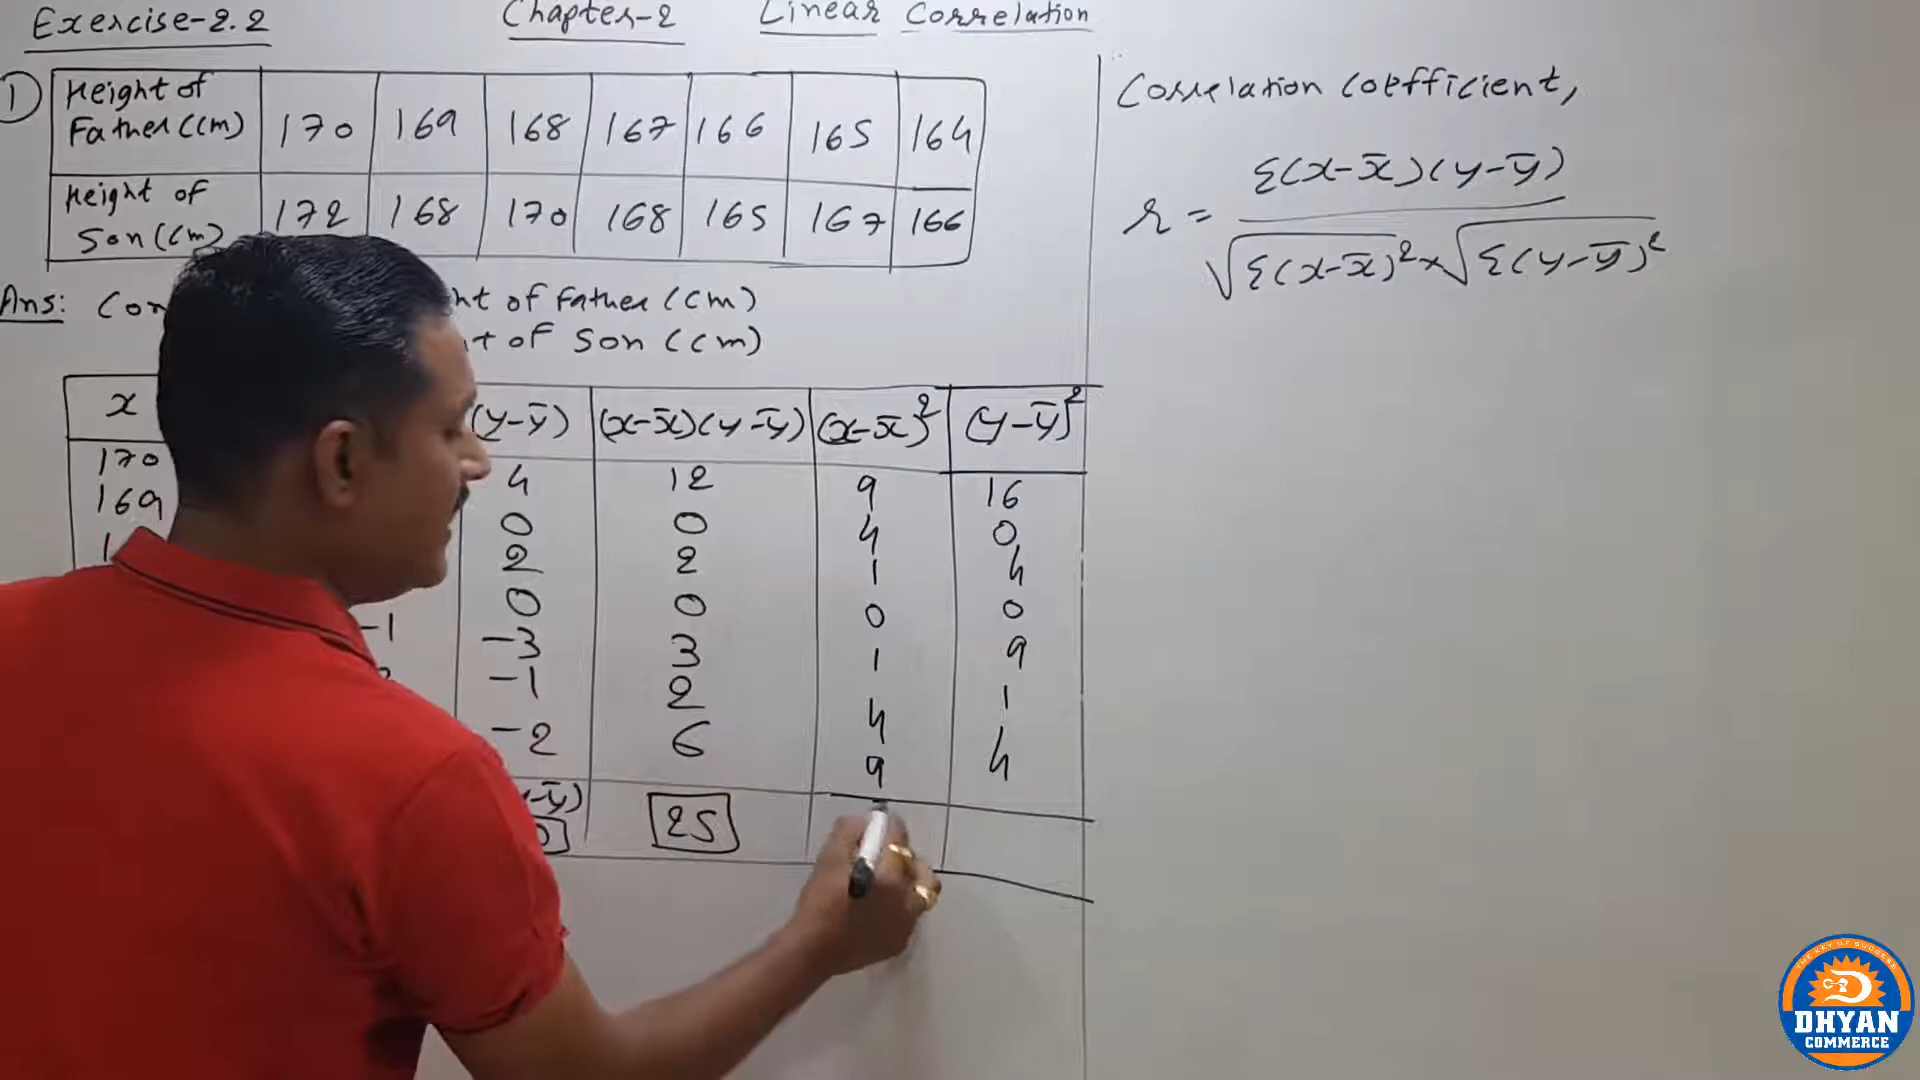 Exercise-2.2 Chapter-2 Linear Correlation
1 Height of Father (cm) 170 169 168 167 166 165 164
Height of Son (cm) 172 168 170 168 165 167 166
Ans: of Father (cm)
of Son (cm)
x (y-ȳ) (x-x̄)(y-ȳ) (x-x̄)² (y-ȳ)²
170 4 12 9 16
169 0 0 4 0
2 2 1 4
0 0 0 0
-1 -3 3 1 9
-1 2 4 1
-2 6 9 4
25
Correlation coefficient,
r = Σ(x-x̄)(y-ȳ)
√Σ(x-x̄)² × √Σ(y-ȳ)²
THE KEY OF SUCCESS
DHYAN
COMMERCE